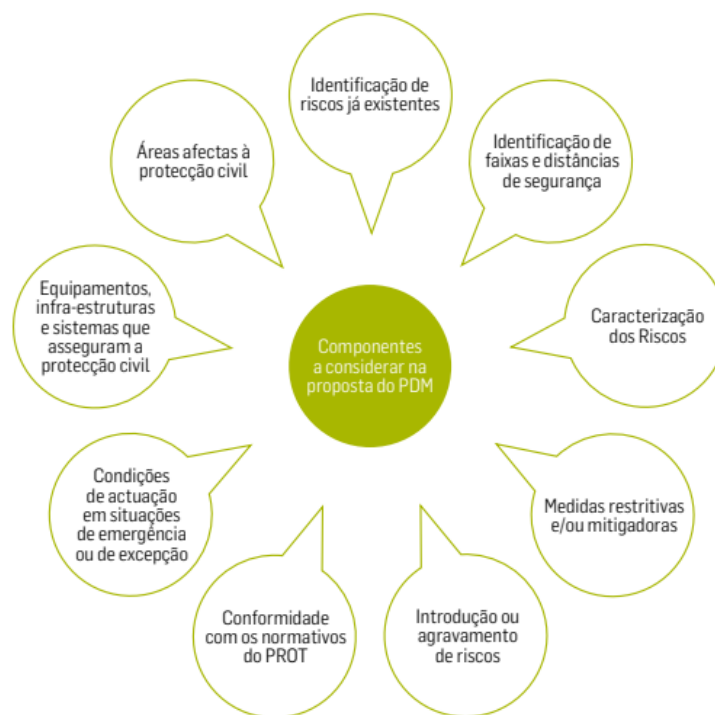 Identificação de
riscos já existentes
Identificação de
faixas e distâncias
de segurança
Caracterização
dos Riscos
Medidas restritivas
e/ou mitigadoras
Introdução ou
agravamento
de riscos
Conformidade
com os normativos
do PROT
Condições
de actuação
em situações
de emergência
ou de excepção
Equipamentos,
infra-estruturas
e sistemas que
asseguram a
protecção civil
Áreas afectas à
protecção civil
Componentes
a considerar na
proposta do PDM